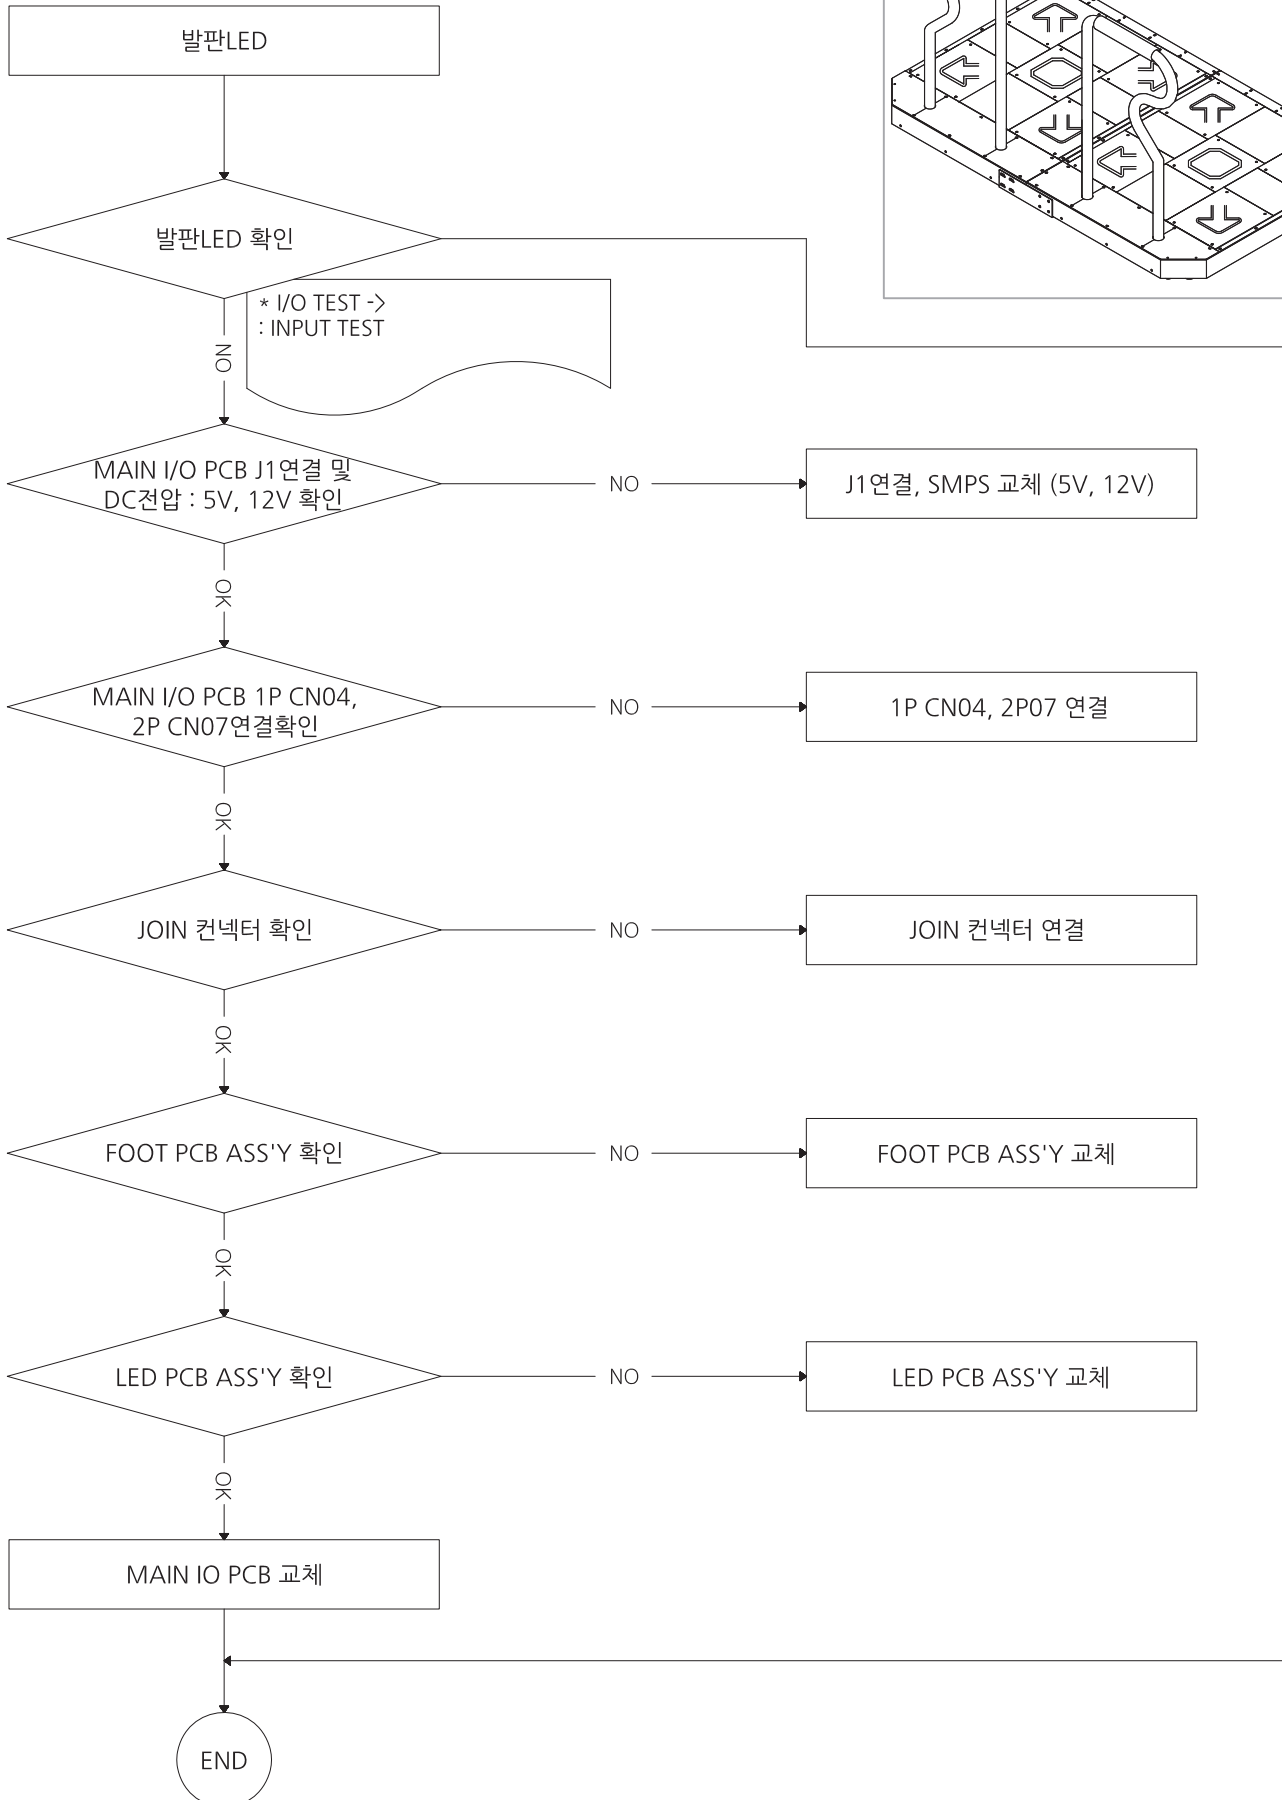 발판LED
발판LED 확인
* I/O TEST ->
: INPUT TEST
NO
MAIN I/O PCB J1연결 및
DC전압 : 5V, 12V 확인
NO
J1연결, SMPS 교체 (5V, 12V)
OK
MAIN I/O PCB 1P CN04,
2P CN07연결확인
NO
1P CN04, 2P07 연결
OK
JOIN 컨넥터 확인
NO
JOIN 컨넥터 연결
OK
FOOT PCB ASS'Y 확인
NO
FOOT PCB ASS'Y 교체
OK
LED PCB ASS'Y 확인
NO
LED PCB ASS'Y 교체
OK
MAIN IO PCB 교체
END